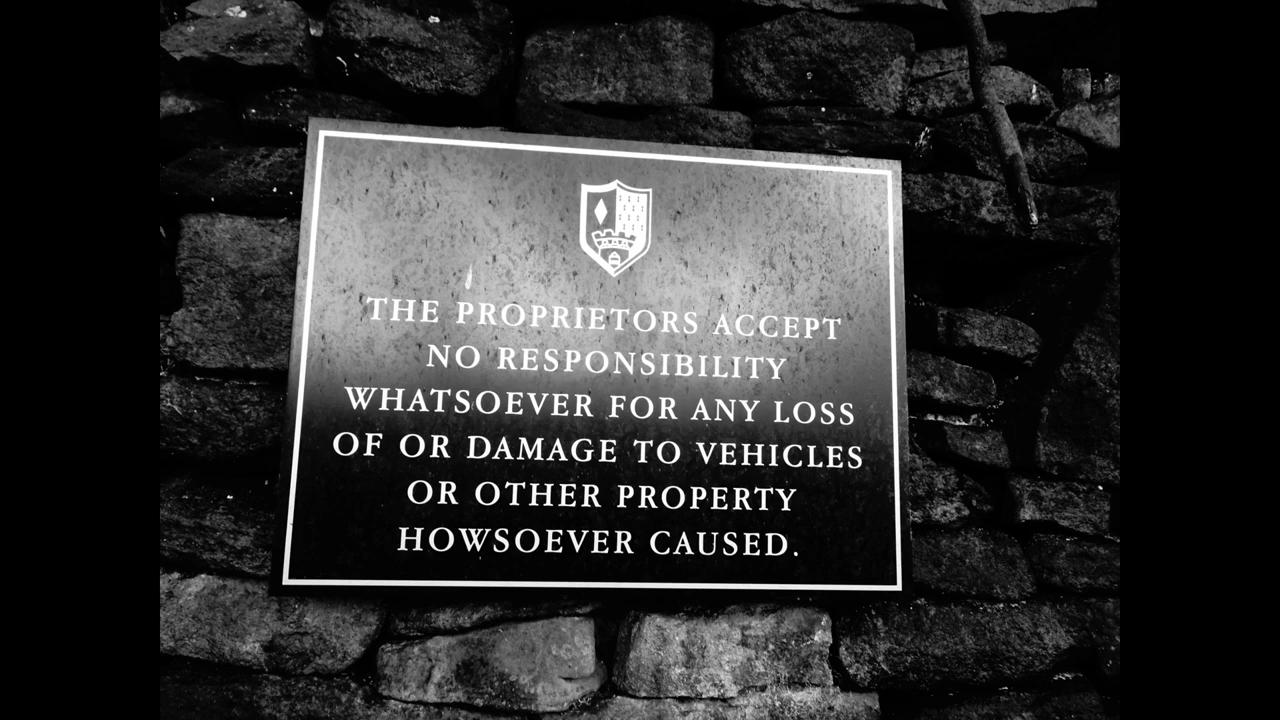 THE PROPRIETORS ACCEPT
NO RESPONSIBILITY
WHATSOEVER FOR ANY LOSS
OF OR DAMAGE TO VEHICLES
OR OTHER PROPERTY
HOWSOEVER CAUSED.